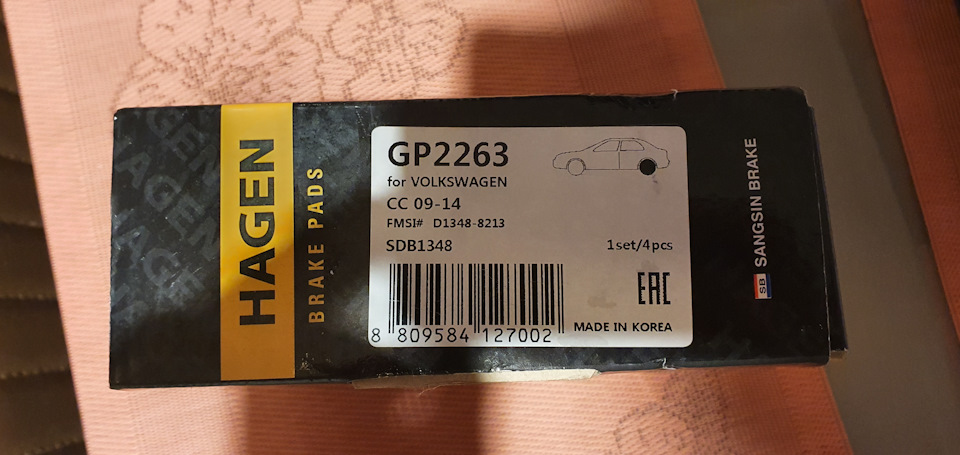 HAGEN
BRAKE PADS
GP2263
for VOLKSWAGEN
CC 09-14
FMSI# D1348-8213
SDB1348
1set/4pcs
8 809584 127002
EAC
MADE IN KOREA
SB SANGSIN BRAKE